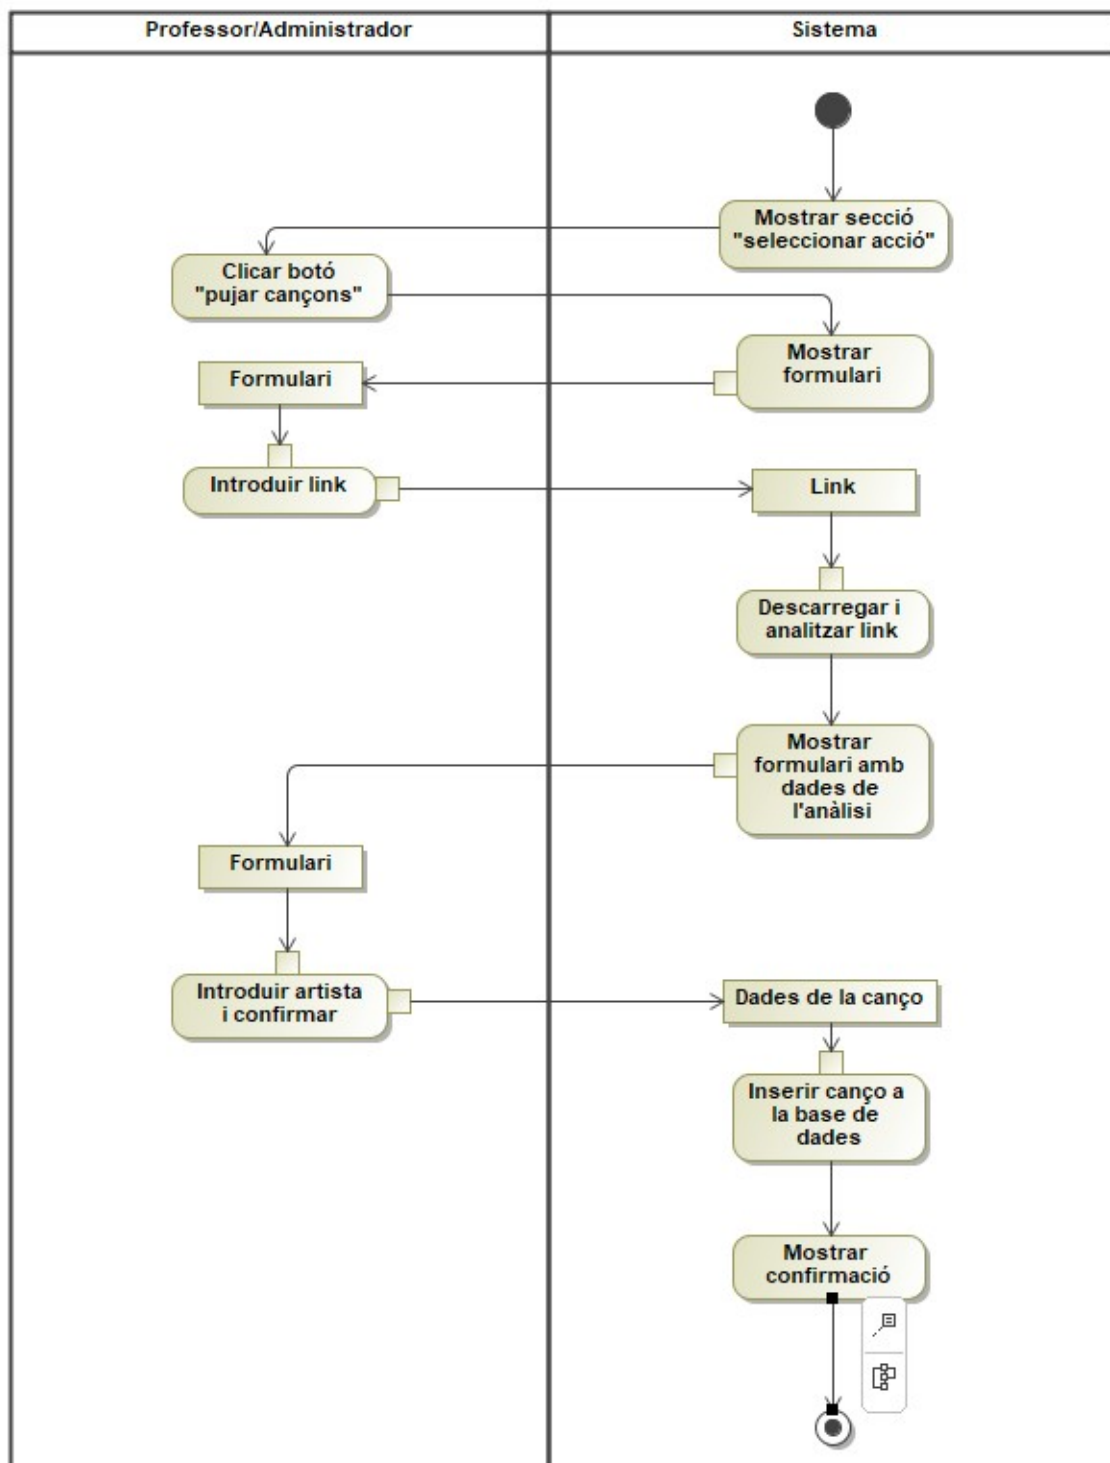 Professor/Administrador
Sistema
Mostrar secció
"seleccionar acció"
Clicar botó
"pujar cançons"
Mostrar
formulari
Formulari
Introduir link
Link
Descarregar i
analitzar link
Mostrar
formulari amb
dades de
l'anàlisi
Formulari
Introduir artista
i confirmar
Dades de la canço
Inserir canço a
la base de
dades
Mostrar
confirmació